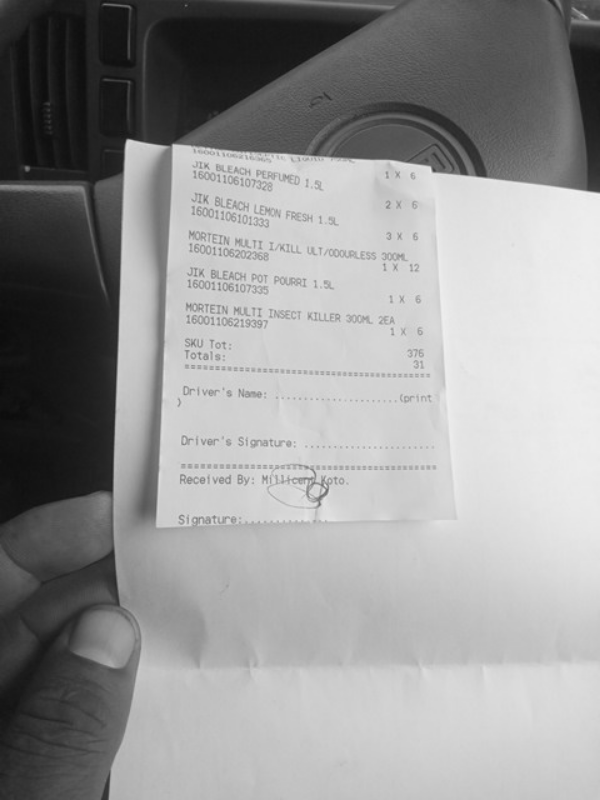 16001106216365
1 X 6
JIK BLEACH PERFUMED 1.5L
16001106107328
2 X 6
JIK BLEACH LEMON FRESH 1.5L
16001106101333
3 X 6
MORTEIN MULTI I/KILL ULT/ODOURLESS 300ML
16001106202368 1 X 12
JIK BLEACH POT POURRI 1.5L
16001106107335
1 X 6
MORTEIN MULTI INSECT KILLER 300ML 2EA
16001106219397 1 X 6
SKU Tot: 376
Totals: 31
=====================================
Driver's Name: ....................(print
)
Driver's Signature: ......................
=====================================
Received By: Millicent Koto.
Signature:..............